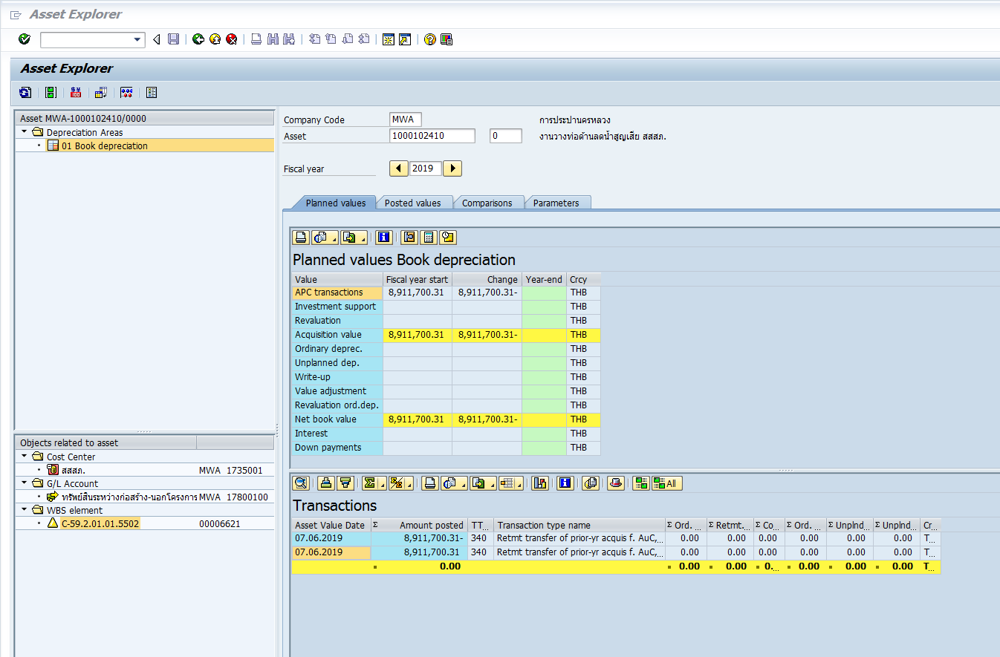 Asset Explorer
Asset Explorer
Asset MWA-1000102410/0000
Depreciation Areas
01 Book depreciation
Objects related to asset
Cost Center
สสสภ. MWA 1735001
G/L Account
ทรัพย์สินระหว่างก่อสร้าง-นอกโครงการ MWA 17800100
WBS element
C-59.2.01.01.5502 00006621
Company Code MWA การประปานครหลวง
Asset 1000102410 0 งานวางท่อด้านลดน้ำสูญเสีย สสสภ.
Fiscal year 2019
Planned values Posted values Comparisons Parameters
Planned values Book depreciation
Value Fiscal year start Change Year-end Crcy
APC transactions 8,911,700.31 8,911,700.31- THB
Investment support THB
Revaluation THB
Acquisition value 8,911,700.31 8,911,700.31- THB
Ordinary deprec. THB
Unplanned dep. THB
Write-up THB
Value adjustment THB
Revaluation ord.dep. THB
Net book value 8,911,700.31 8,911,700.31- THB
Interest THB
Down payments THB
All
Transactions
Asset Value Date Σ Amount posted TT... Transaction type name Σ Ord. ... Σ Retmt... Σ Co... Σ Ord. ... Σ Unplnd... Σ Unplnd... Cr...
07.06.2019 8,911,700.31- 340 Retmt transfer of prior-yr acquis f. AuC,... 0.00 0.00 0.00 0.00 0.00 0.00 T...
07.06.2019 8,911,700.31 340 Retmt transfer of prior-yr acquis f. AuC,... 0.00 0.00 0.00 0.00 0.00 0.00 T...
0.00 0.00 0.00 0.... 0.00 0.00 0.00 T...